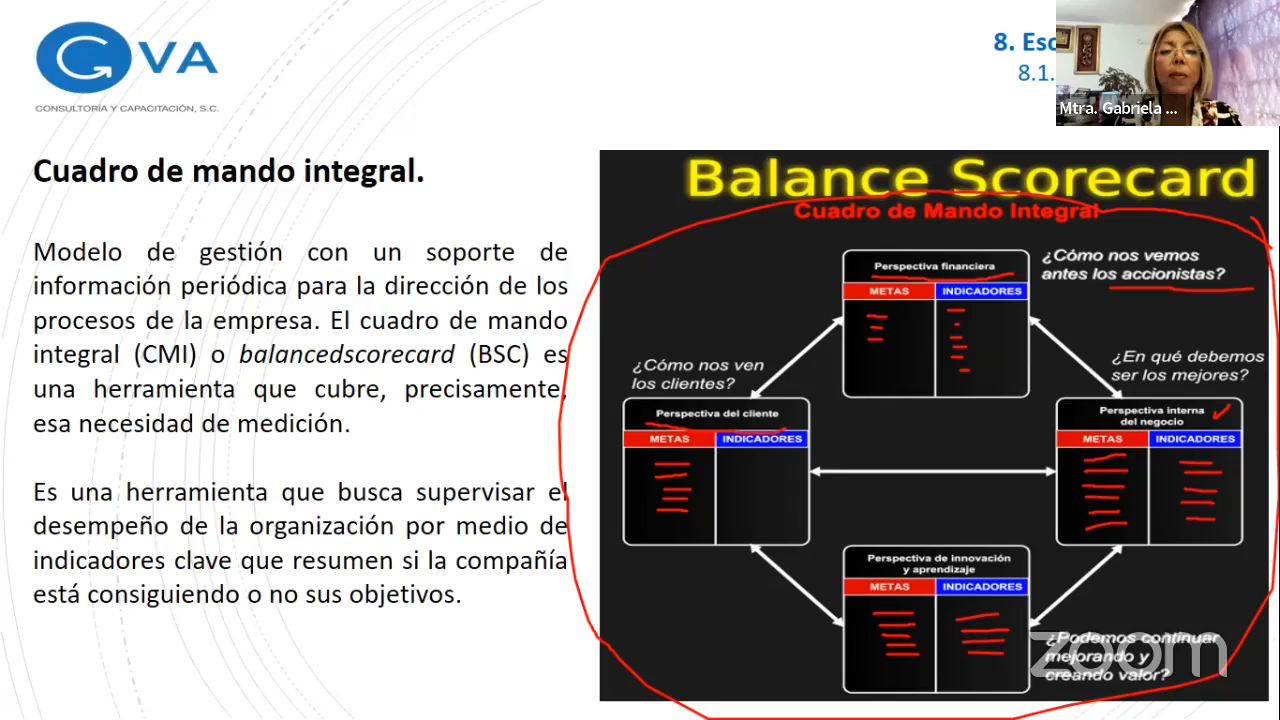 GVA
CONSULTORÍA Y CAPACITACIÓN, S.C.
8. Esc
8.1.
Mtra. Gabriela ...
Cuadro de mando integral.
Modelo de gestión con un soporte de
información periódica para la dirección de los
procesos de la empresa. El cuadro de mando
integral (CMI) o balancedscorecard (BSC) es
una herramienta que cubre, precisamente,
esa necesidad de medición.
Es una herramienta que busca supervisar el
desempeño de la organización por medio de
indicadores clave que resumen si la compañía
está consiguiendo o no sus objetivos.
Balance Scorecard
Cuadro de Mando Integral
Perspectiva financiera
METAS INDICADORES
¿Cómo nos vemos
antes los accionistas?
¿Cómo nos ven
los clientes?
Perspectiva del cliente
METAS INDICADORES
¿En qué debemos
ser los mejores?
Perspectiva interna
del negocio
METAS INDICADORES
Perspectiva de innovación
y aprendizaje
METAS INDICADORES
¿Podemos continuar
mejorando y
creando valor?
zoom